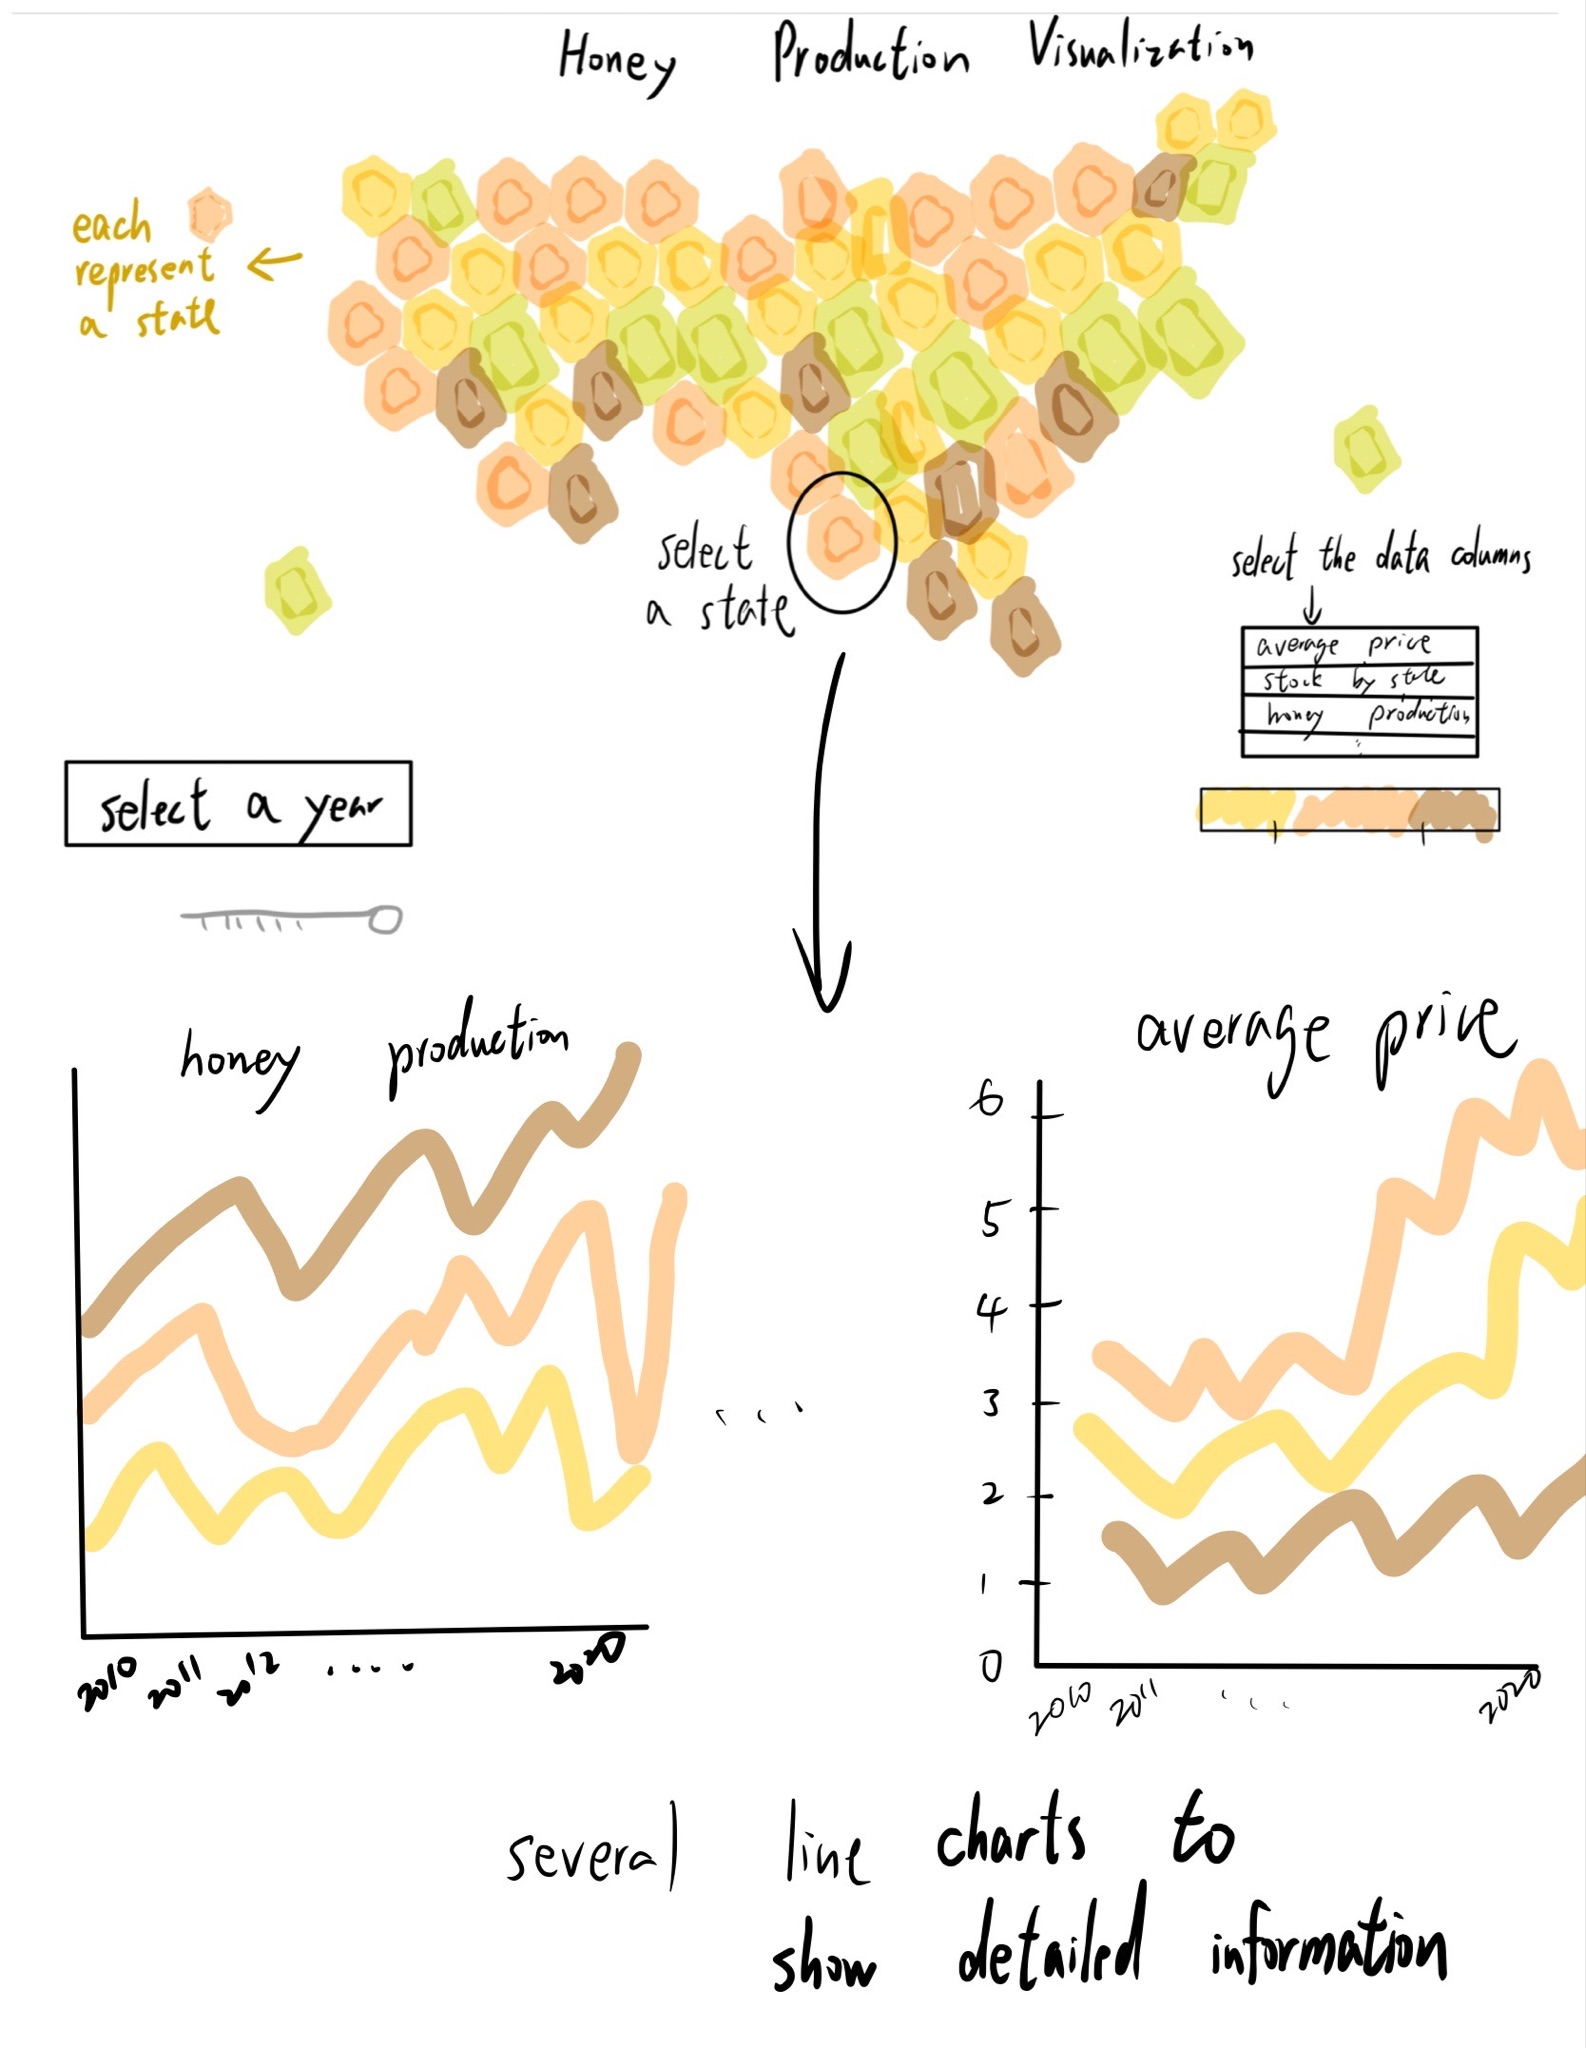 Honey Production Visualization
each
represent
a state
select
a state
select the data columns
average price
stock by state
honey production
select a year
honey production
2010 2011 2012 .... 2020
average price
6
5
4
3
2
1
0
2010 2011 ... 2020
several line charts to
show detailed information